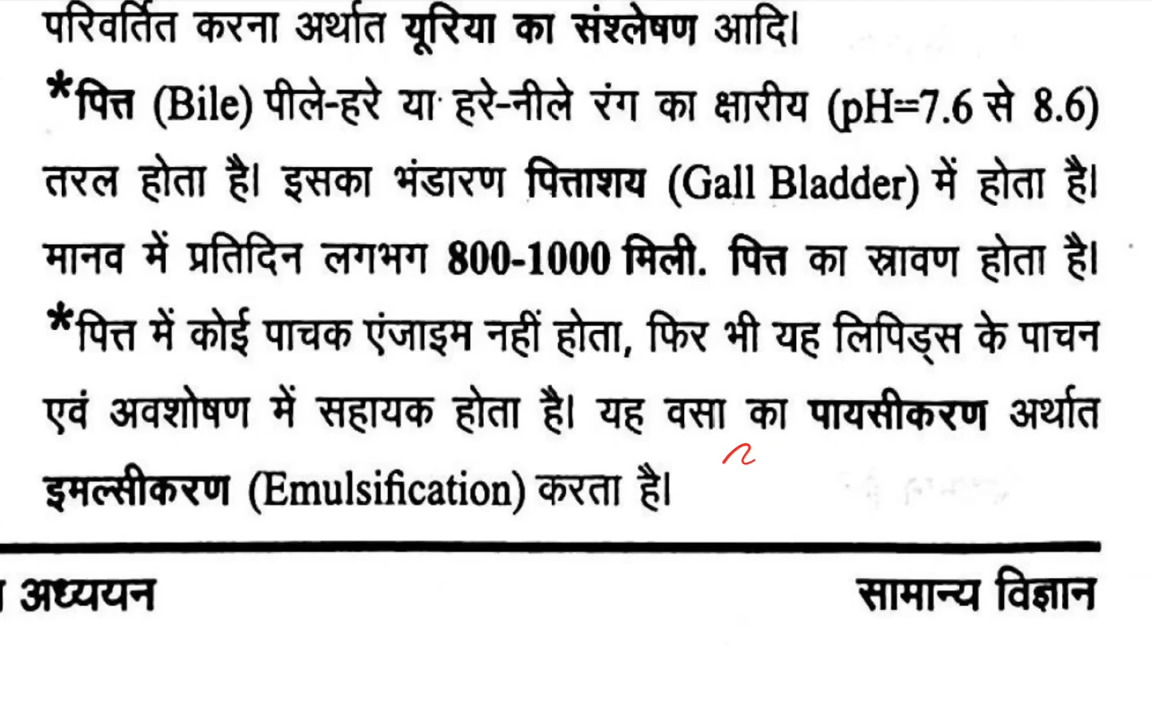 परिवर्तित करना अर्थात यूरिया का संश्लेषण आदि।
*पित्त (Bile) पीले-हरे या हरे-नीले रंग का क्षारीय (pH=7.6 से 8.6)
तरल होता है। इसका भंडारण पित्ताशय (Gall Bladder) में होता है।
मानव में प्रतिदिन लगभग 800-1000 मिली. पित्त का स्रावण होता है।
*पित्त में कोई पाचक एंजाइम नहीं होता, फिर भी यह लिपिड्स के पाचन
एवं अवशोषण में सहायक होता है। यह वसा का पायसीकरण अर्थात
इमल्सीकरण (Emulsification) करता है।
अध्ययन
सामान्य विज्ञान